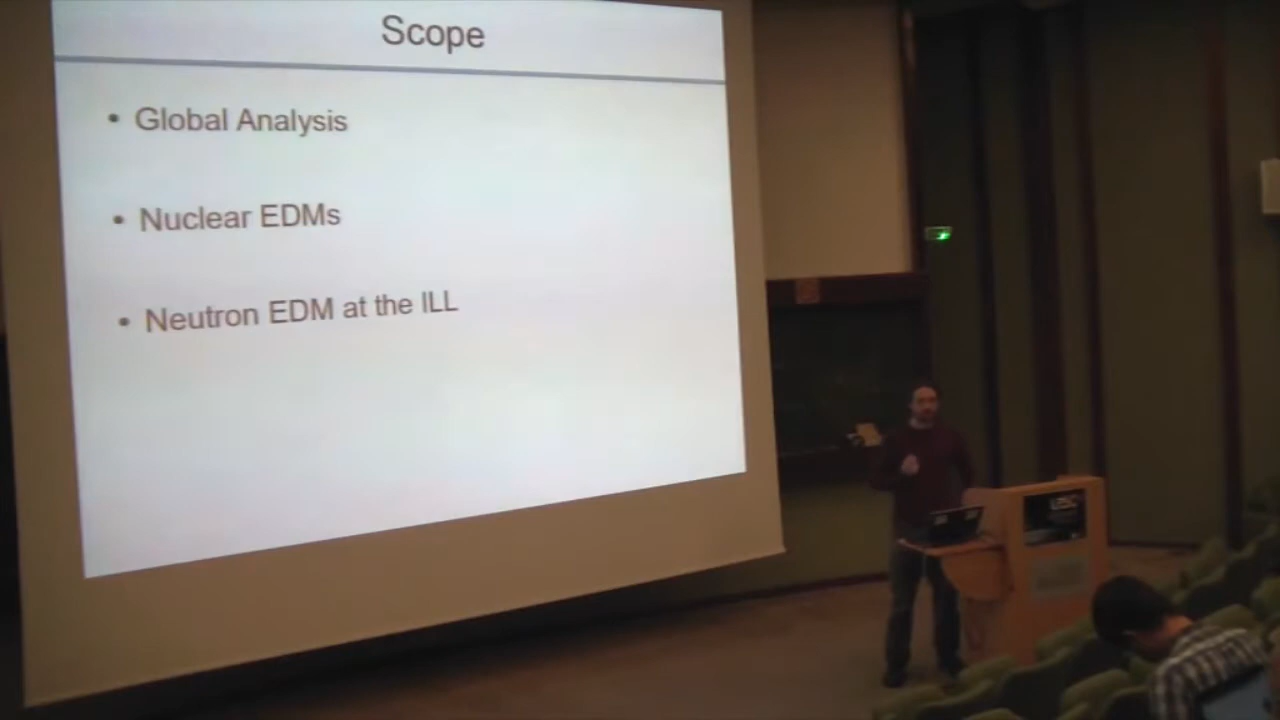 Scope
• Global Analysis
• Nuclear EDMs
• Neutron EDM at the ILL